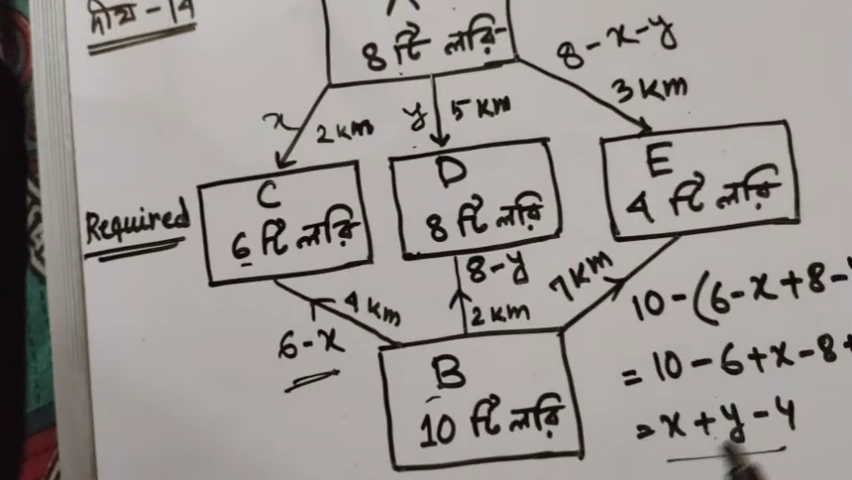 A
8 টি লরি
8-x-y
x
2 km
y
5 km
3 km
Required
C
6 টি লরি
D
8 টি লরি
E
4 টি লরি
6-x
4 km
8-y
2 km
7 km
B
10 টি লরি
10-(6-x+8-
= 10-6+x-8+
= x+y-4